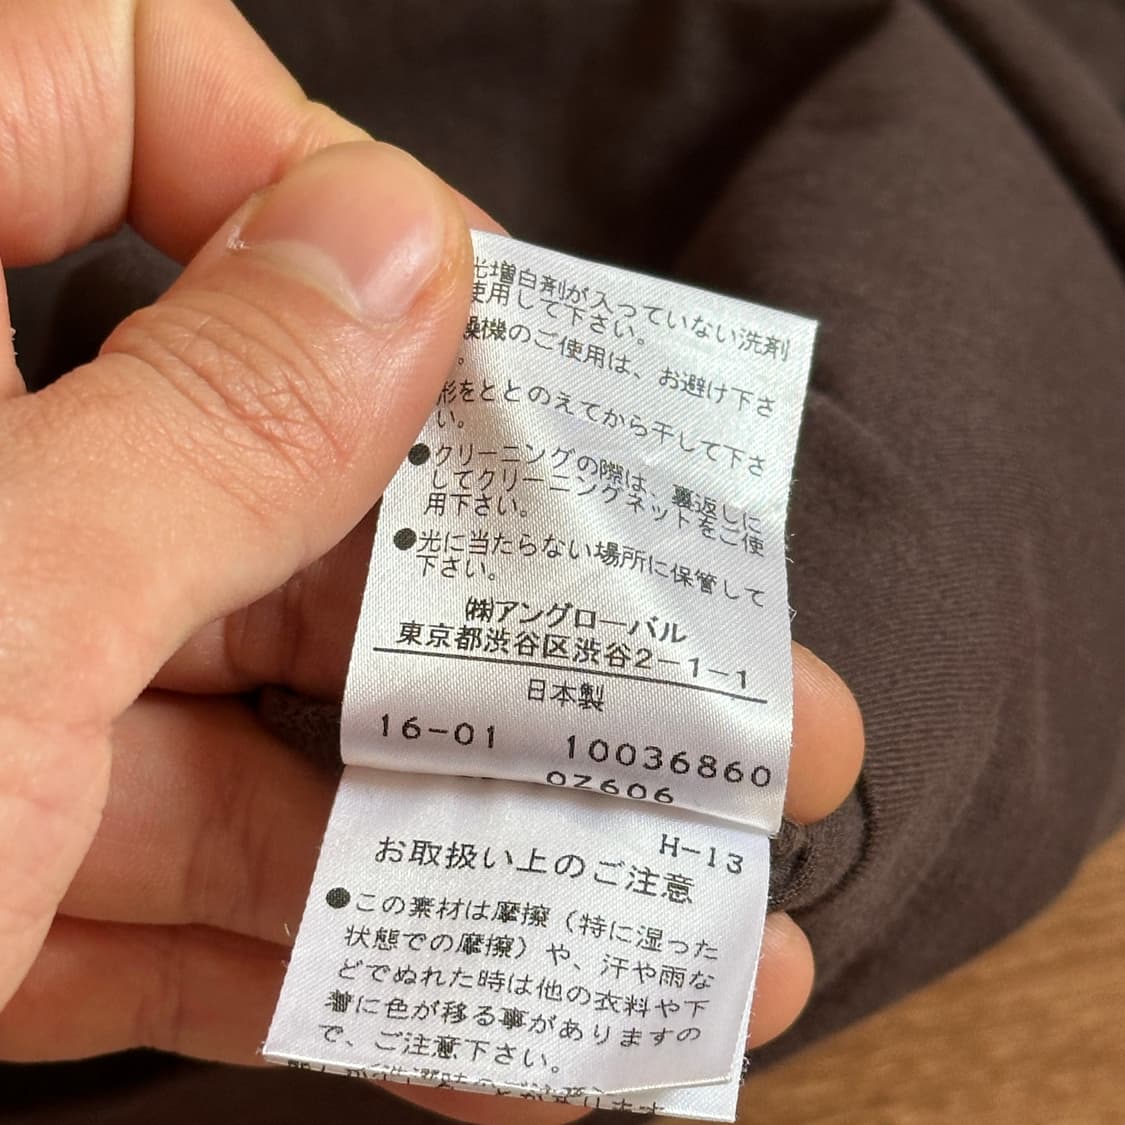 光増白剤が入っていない洗剤
使用して下さい。
燥機のご使用は、お避け下さ
。
形をととのえてから干して下さ
い。
●クリーニングの際は、裏返しに
してクリーニングネットをご使
用下さい。
●光に当たらない場所に保管して
下さい。
㈱アングローバル
東京都渋谷区渋谷2-1-1
日本製
16-01 10036860
OZ606
H-13
お取扱い上のご注意
●この素材は摩擦（特に湿った
状態での摩擦）や、汗や雨な
どでぬれた時は他の衣料や下
着に色が移る事がありますの
で、ご注意下さい。